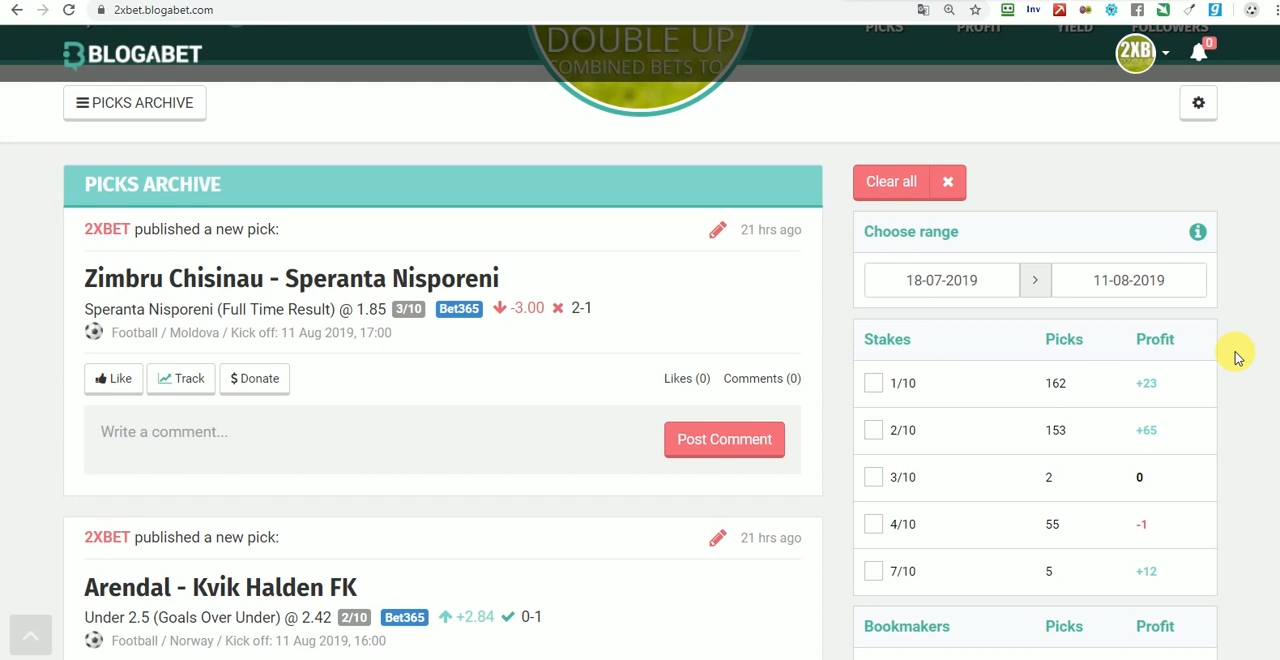 2xbet.blogabet.com
Inv
PICKS PROFIT YIELD FOLLOWERS
BLOGABET
DOUBLE UP
COMBINED BETS TO
2XB
0
PICKS ARCHIVE
PICKS ARCHIVE
2XBET published a new pick:
21 hrs ago
Zimbru Chisinau - Speranta Nisporeni
Speranta Nisporeni (Full Time Result) @ 1.85 3/10 Bet365 -3.00 2-1
Football / Moldova / Kick off: 11 Aug 2019, 17:00
Like Track $ Donate Likes (0) Comments (0)
Write a comment...
Post Comment
2XBET published a new pick:
21 hrs ago
Arendal - Kvik Halden FK
Under 2.5 (Goals Over Under) @ 2.42 2/10 Bet365 +2.84 0-1
Football / Norway / Kick off: 11 Aug 2019, 16:00
Clear all
Choose range
18-07-2019 > 11-08-2019
Stakes Picks Profit
1/10 162 +23
2/10 153 +65
3/10 2 0
4/10 55 -1
7/10 5 +12
Bookmakers Picks Profit